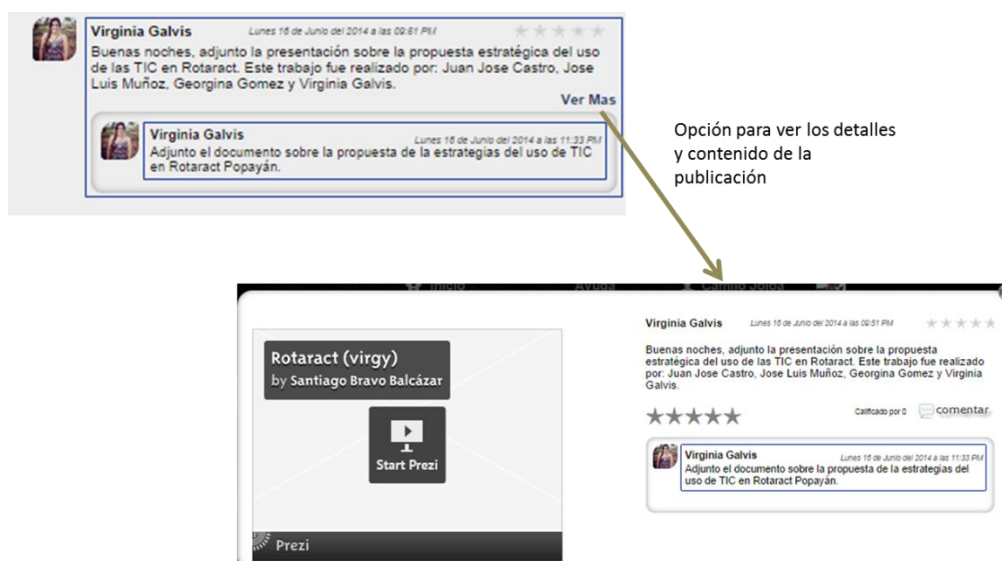 Virginia Galvis Lunes 16 de Junio del 2014 a las 09:51 PM
Buenas noches, adjunto la presentación sobre la propuesta estratégica del uso
de las TIC en Rotaract. Este trabajo fue realizado por: Juan Jose Castro, Jose
Luis Muñoz, Georgina Gomez y Virginia Galvis.
Ver Mas
Virginia Galvis Lunes 16 de Junio del 2014 a las 11:33 PM
Adjunto el documento sobre la propuesta de la estrategias del uso de TIC
en Rotaract Popayán.
Opción para ver los detalles
y contenido de la
publicación
Inicio Ayuda Camilo Jojoa
Rotaract (virgy)
by Santiago Bravo Balcázar
Start Prezi
Prezi
Virginia Galvis Lunes 16 de Junio del 2014 a las 09:51 PM
Buenas noches, adjunto la presentación sobre la propuesta
estratégica del uso de las TIC en Rotaract. Este trabajo fue realizado
por: Juan Jose Castro, Jose Luis Muñoz, Georgina Gomez y Virginia
Galvis.
Calificado por 0 comentar
Virginia Galvis Lunes 16 de Junio del 2014 a las 11:33 PM
Adjunto el documento sobre la propuesta de la estrategias del
uso de TIC en Rotaract Popayán.